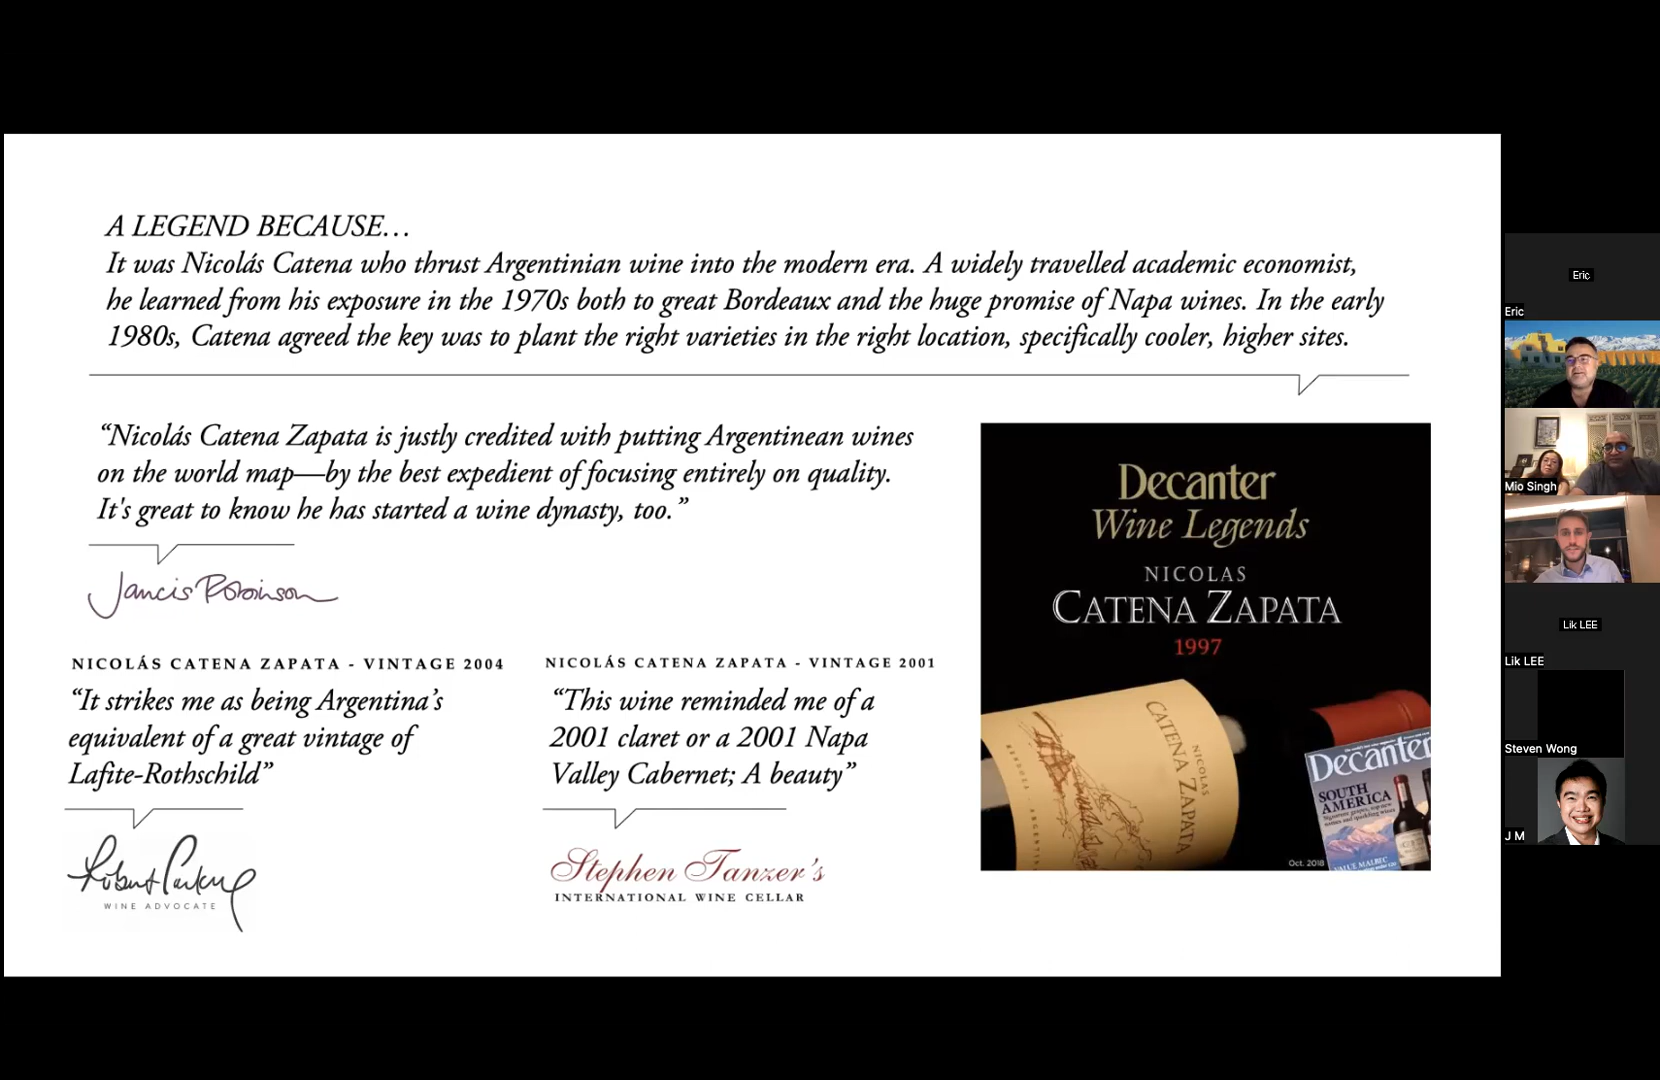 A LEGEND BECAUSE…
It was Nicolás Catena who thrust Argentinian wine into the modern era. A widely travelled academic economist,
he learned from his exposure in the 1970s both to great Bordeaux and the huge promise of Napa wines. In the early
1980s, Catena agreed the key was to plant the right varieties in the right location, specifically cooler, higher sites.
“Nicolás Catena Zapata is justly credited with putting Argentinean wines
on the world map—by the best expedient of focusing entirely on quality.
It's great to know he has started a wine dynasty, too.”
Jancis Robinson
NICOLÁS CATENA ZAPATA - VINTAGE 2004
“It strikes me as being Argentina’s
equivalent of a great vintage of
Lafite-Rothschild”
Robert Parker
WINE ADVOCATE
NICOLÁS CATENA ZAPATA - VINTAGE 2001
“This wine reminded me of a
2001 claret or a 2001 Napa
Valley Cabernet; A beauty”
Stephen Tanzer’s
INTERNATIONAL WINE CELLAR
Decanter
Wine Legends
NICOLAS
CATENA ZAPATA
1997
NICOLAS
CATENA ZAPATA
Decanter
SOUTH
AMERICA
VALUE MALBEC
Oct. 2018
Eric
Eric
Mio Singh
Lik LEE
Lik LEE
Steven Wong
J M